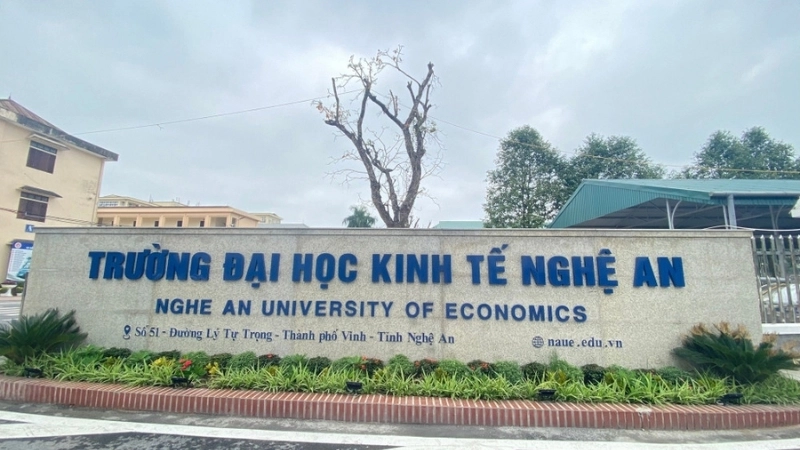 TRƯỜNG ĐẠI HỌC KINH TẾ NGHỆ AN
NGHE AN UNIVERSITY OF ECONOMICS
Số 51 - Đường Lý Tự Trọng - Thành phố Vinh - Tỉnh Nghệ An
naue.edu.vn